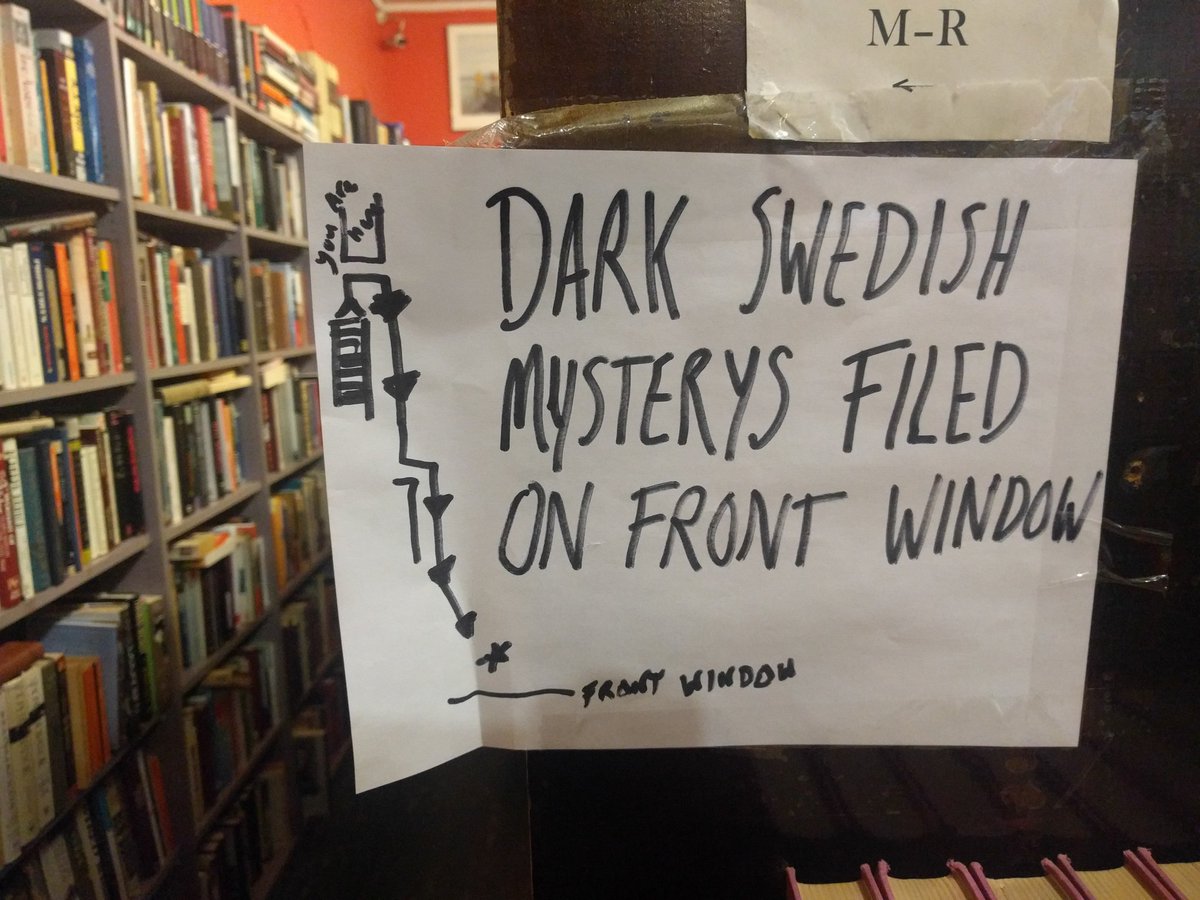 M-R
←
You Are
here
DARK SWEDISH
MYSTERYS FILED
ON FRONT WINDOW
FRONT WINDOW